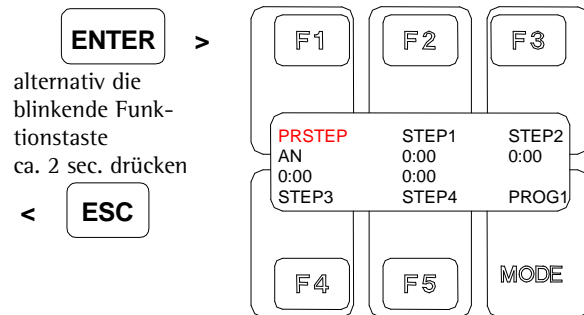 ENTER >
alternativ die
blinkende Funk-
tionstaste
ca. 2 sec. drücken
< ESC
F1 F2 F3
PRSTEP STEP1 STEP2
AN 0:00 0:00
0:00 0:00
STEP3 STEP4 PROG1
F4 F5 MODE